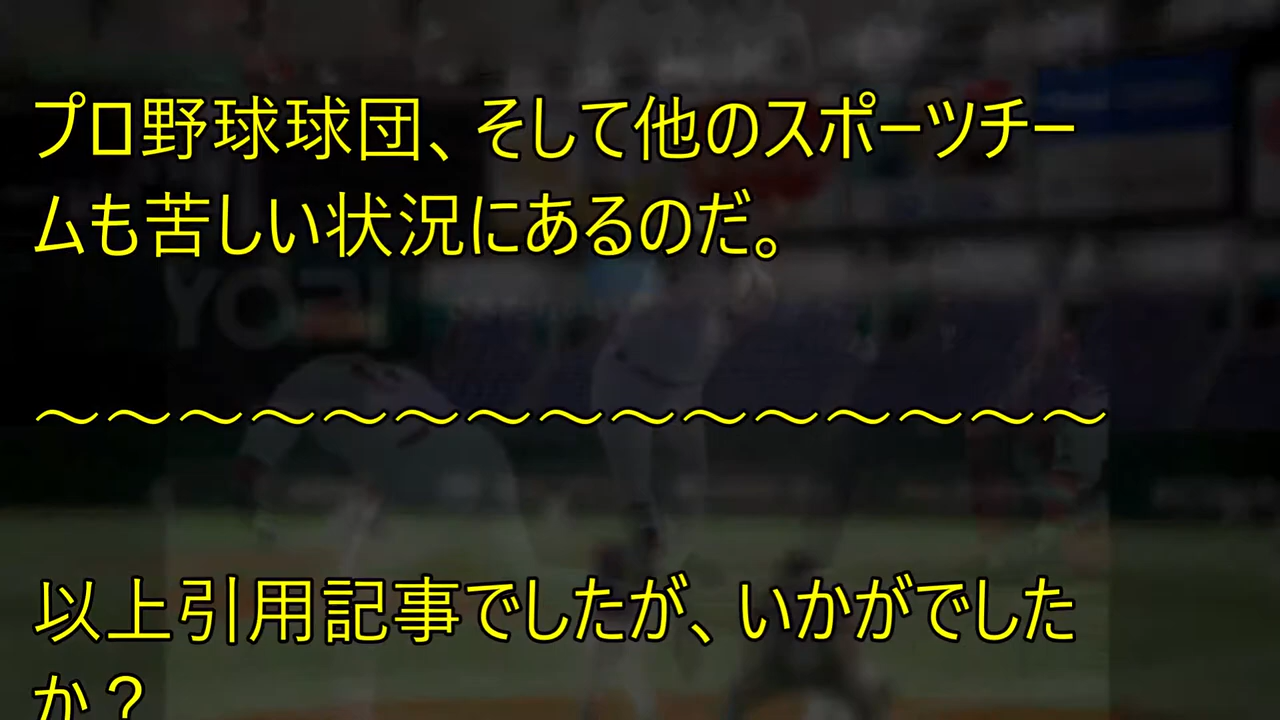 プロ野球球団、そして他のスポーツチー
ムも苦しい状況にあるのだ。
～～～～～～～～～～～～～～～
以上引用記事でしたが、いかがでした
か？